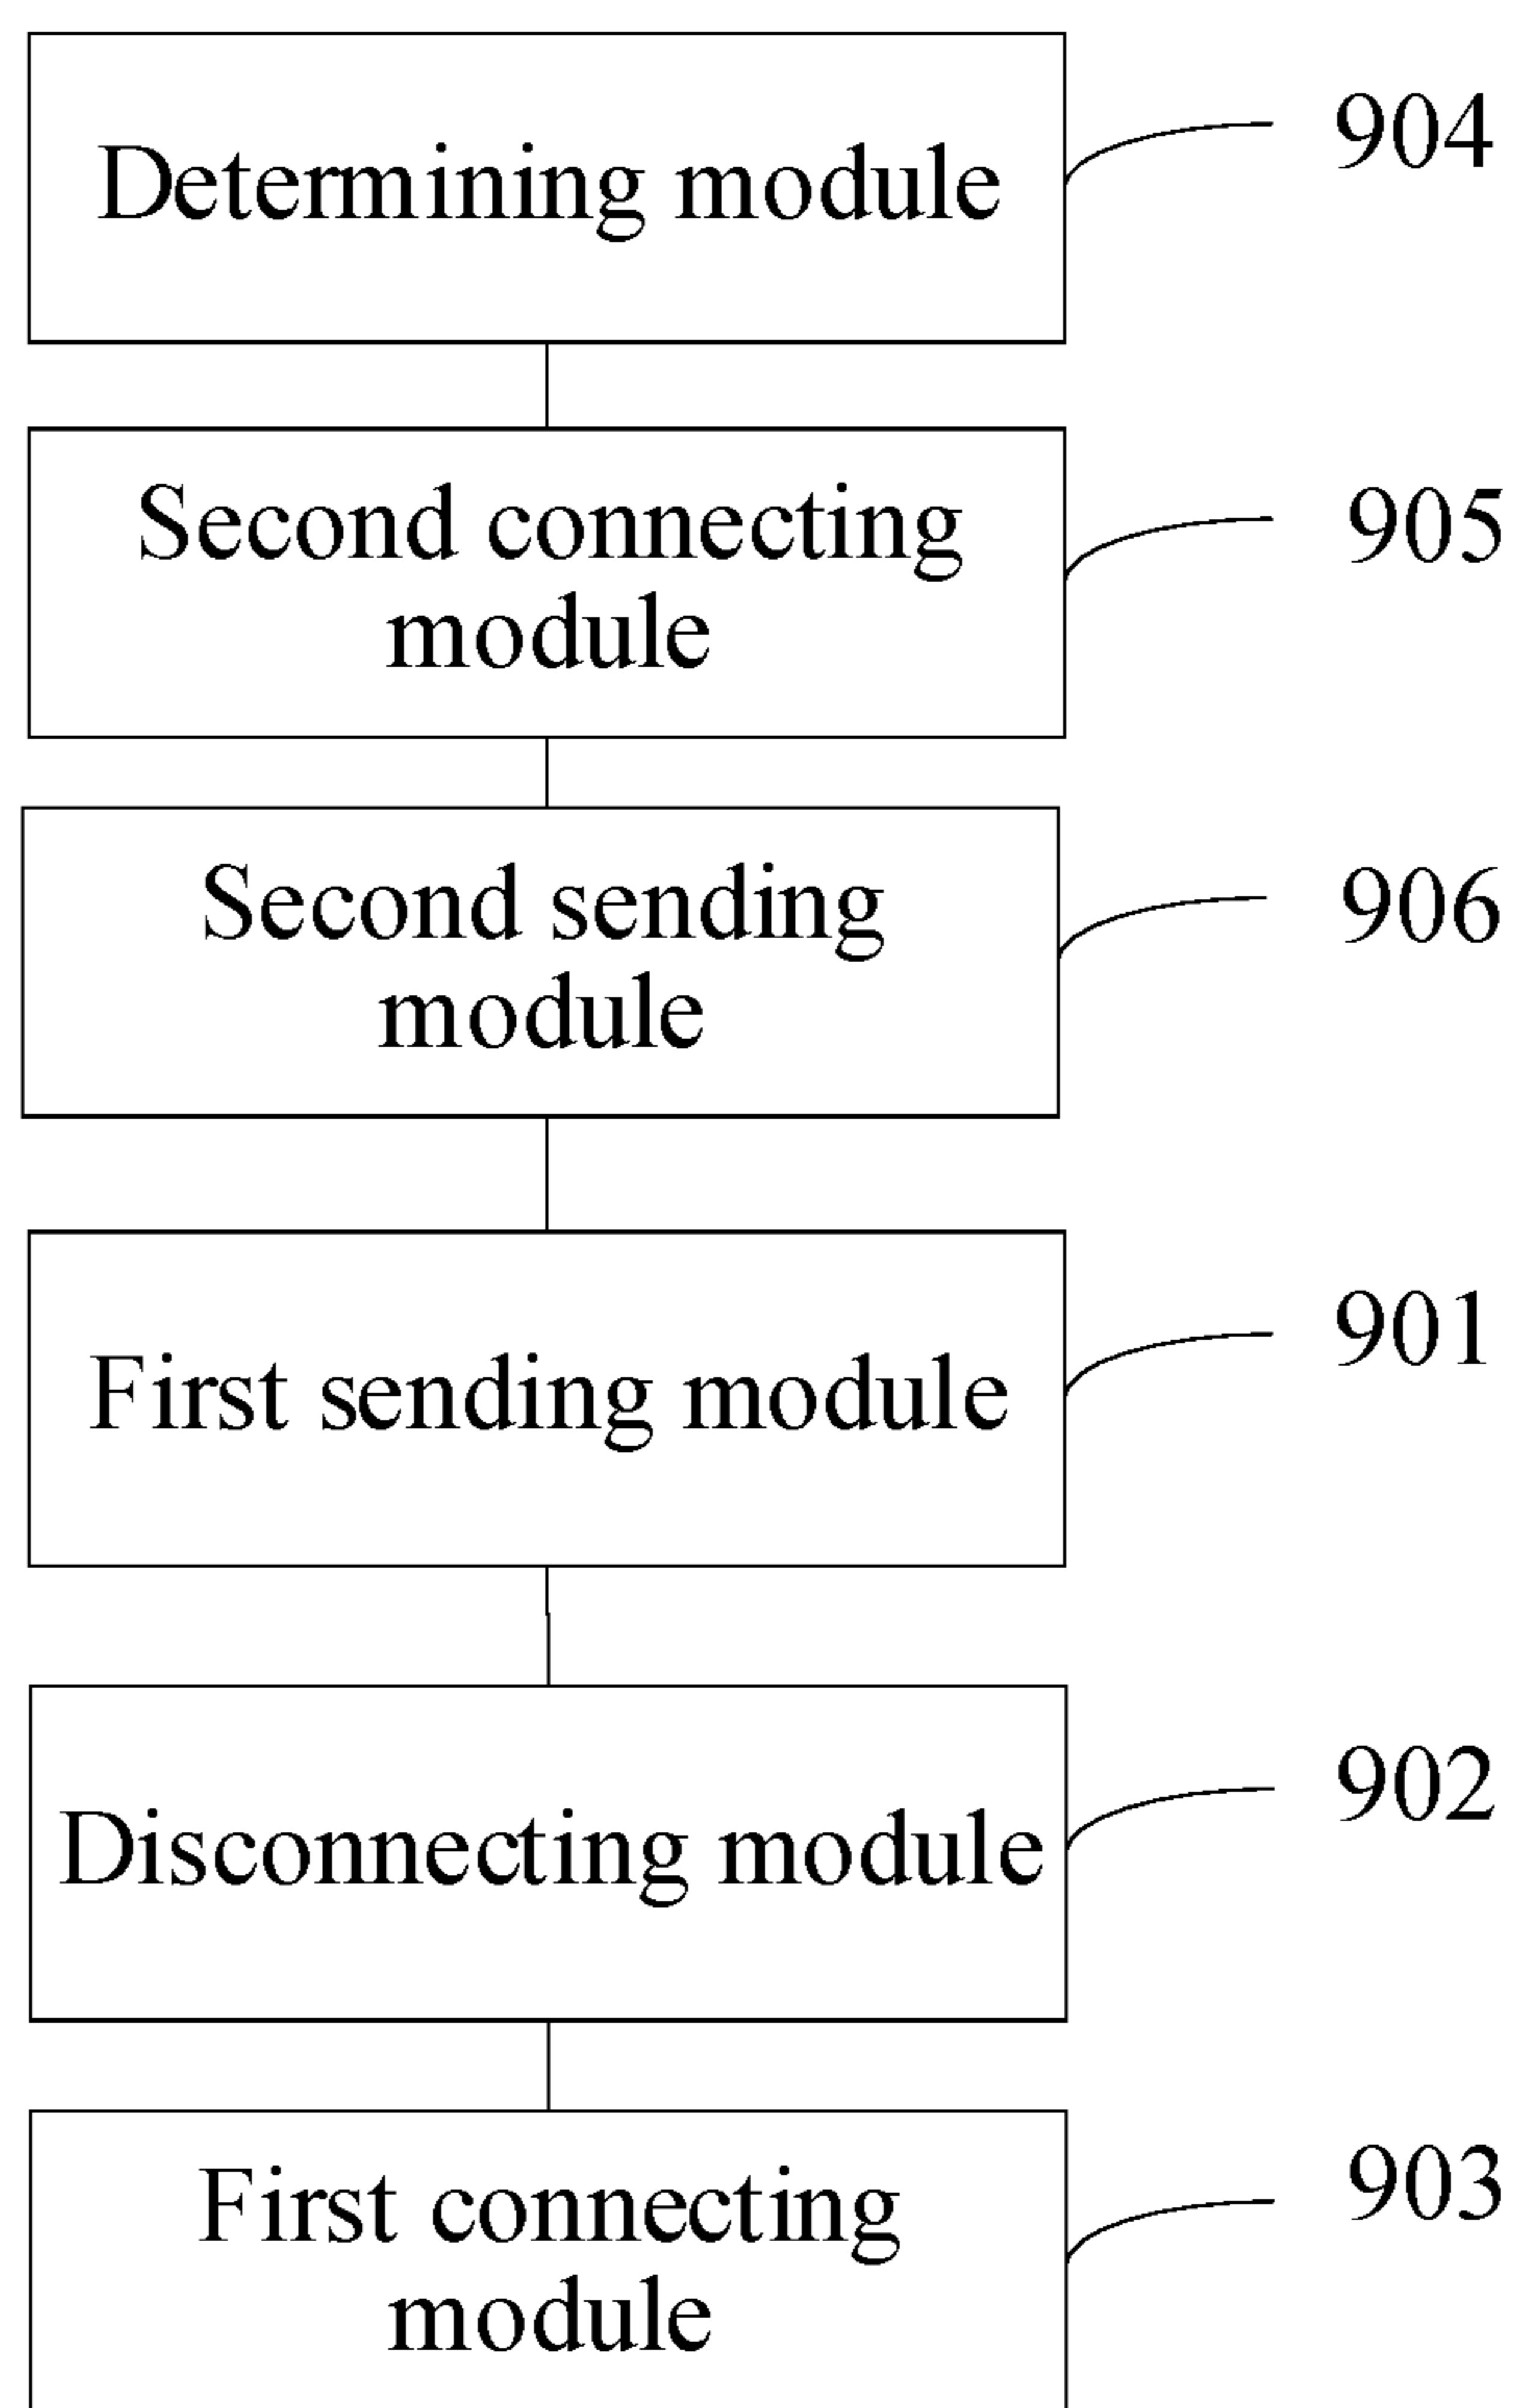 Determining module
904
Second connecting
module
905
Second sending
module
906
First sending module
901
Disconnecting module
902
First connecting
module
903